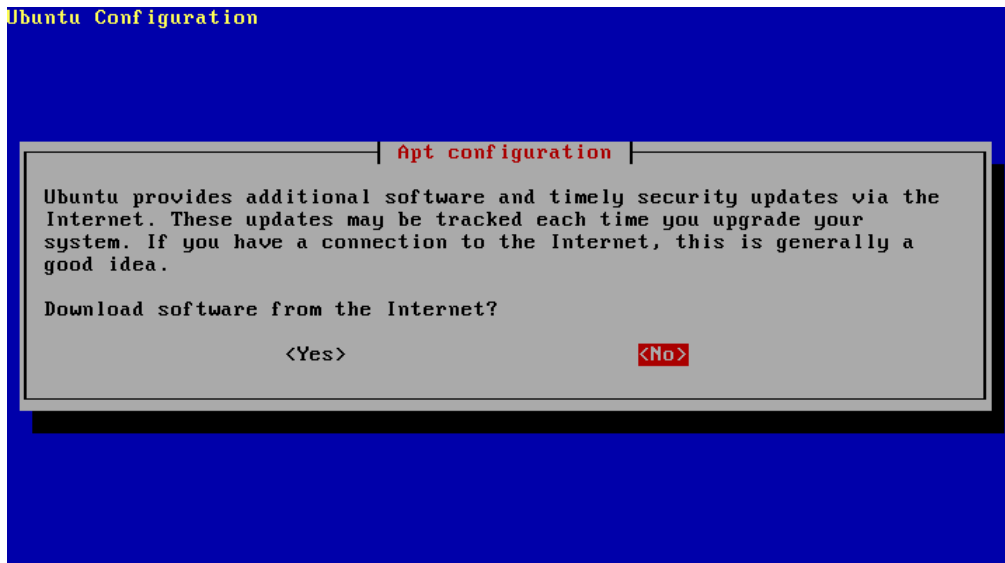 Ubuntu Configuration
Apt configuration
Ubuntu provides additional software and timely security updates via the
Internet. These updates may be tracked each time you upgrade your
system. If you have a connection to the Internet, this is generally a
good idea.
Download software from the Internet?
<Yes> <No>